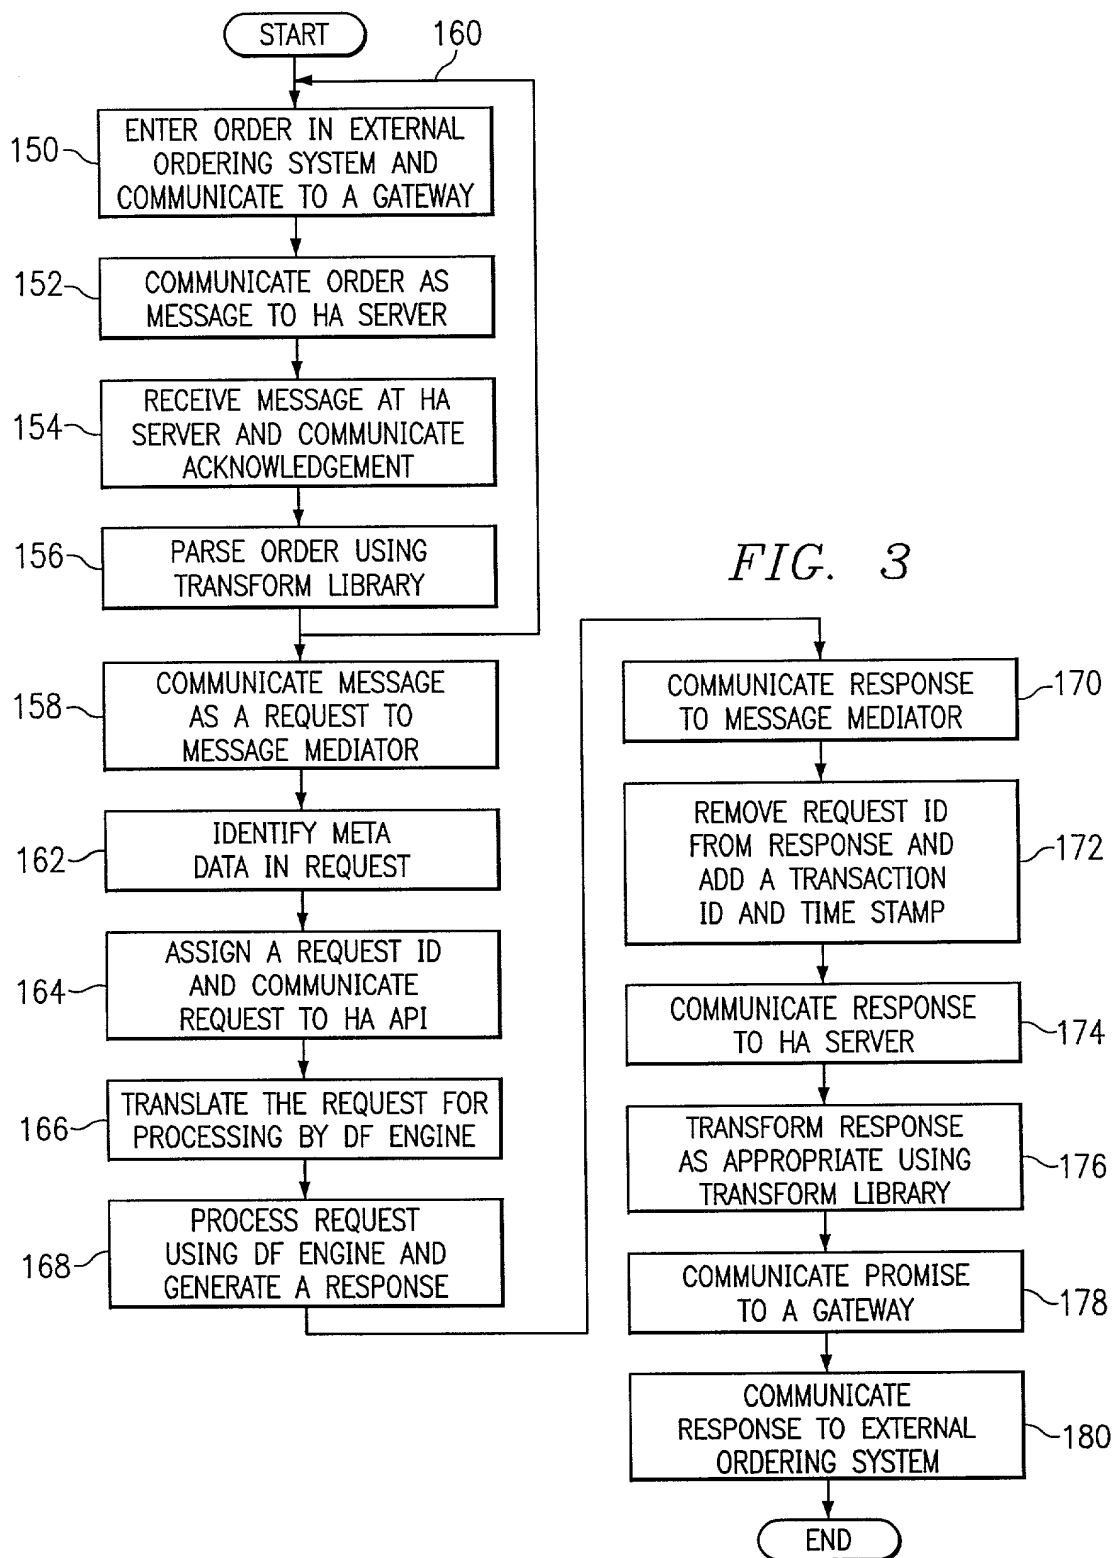 START
160
150
ENTER ORDER IN EXTERNAL
ORDERING SYSTEM AND
COMMUNICATE TO A GATEWAY
152
COMMUNICATE ORDER AS
MESSAGE TO HA SERVER
154
RECEIVE MESSAGE AT HA
SERVER AND COMMUNICATE
ACKNOWLEDGEMENT
156
PARSE ORDER USING
TRANSFORM LIBRARY
158
COMMUNICATE MESSAGE
AS A REQUEST TO
MESSAGE MEDIATOR
162
IDENTIFY META
DATA IN REQUEST
164
ASSIGN A REQUEST ID
AND COMMUNICATE
REQUEST TO HA API
166
TRANSLATE THE REQUEST FOR
PROCESSING BY DF ENGINE
168
PROCESS REQUEST
USING DF ENGINE AND
GENERATE A RESPONSE
FIG. 3
COMMUNICATE RESPONSE
TO MESSAGE MEDIATOR
170
REMOVE REQUEST ID
FROM RESPONSE AND
ADD A TRANSACTION
ID AND TIME STAMP
172
COMMUNICATE RESPONSE
TO HA SERVER
174
TRANSFORM RESPONSE
AS APPROPRIATE USING
TRANSFORM LIBRARY
176
COMMUNICATE PROMISE
TO A GATEWAY
178
COMMUNICATE
RESPONSE TO EXTERNAL
ORDERING SYSTEM
180
END